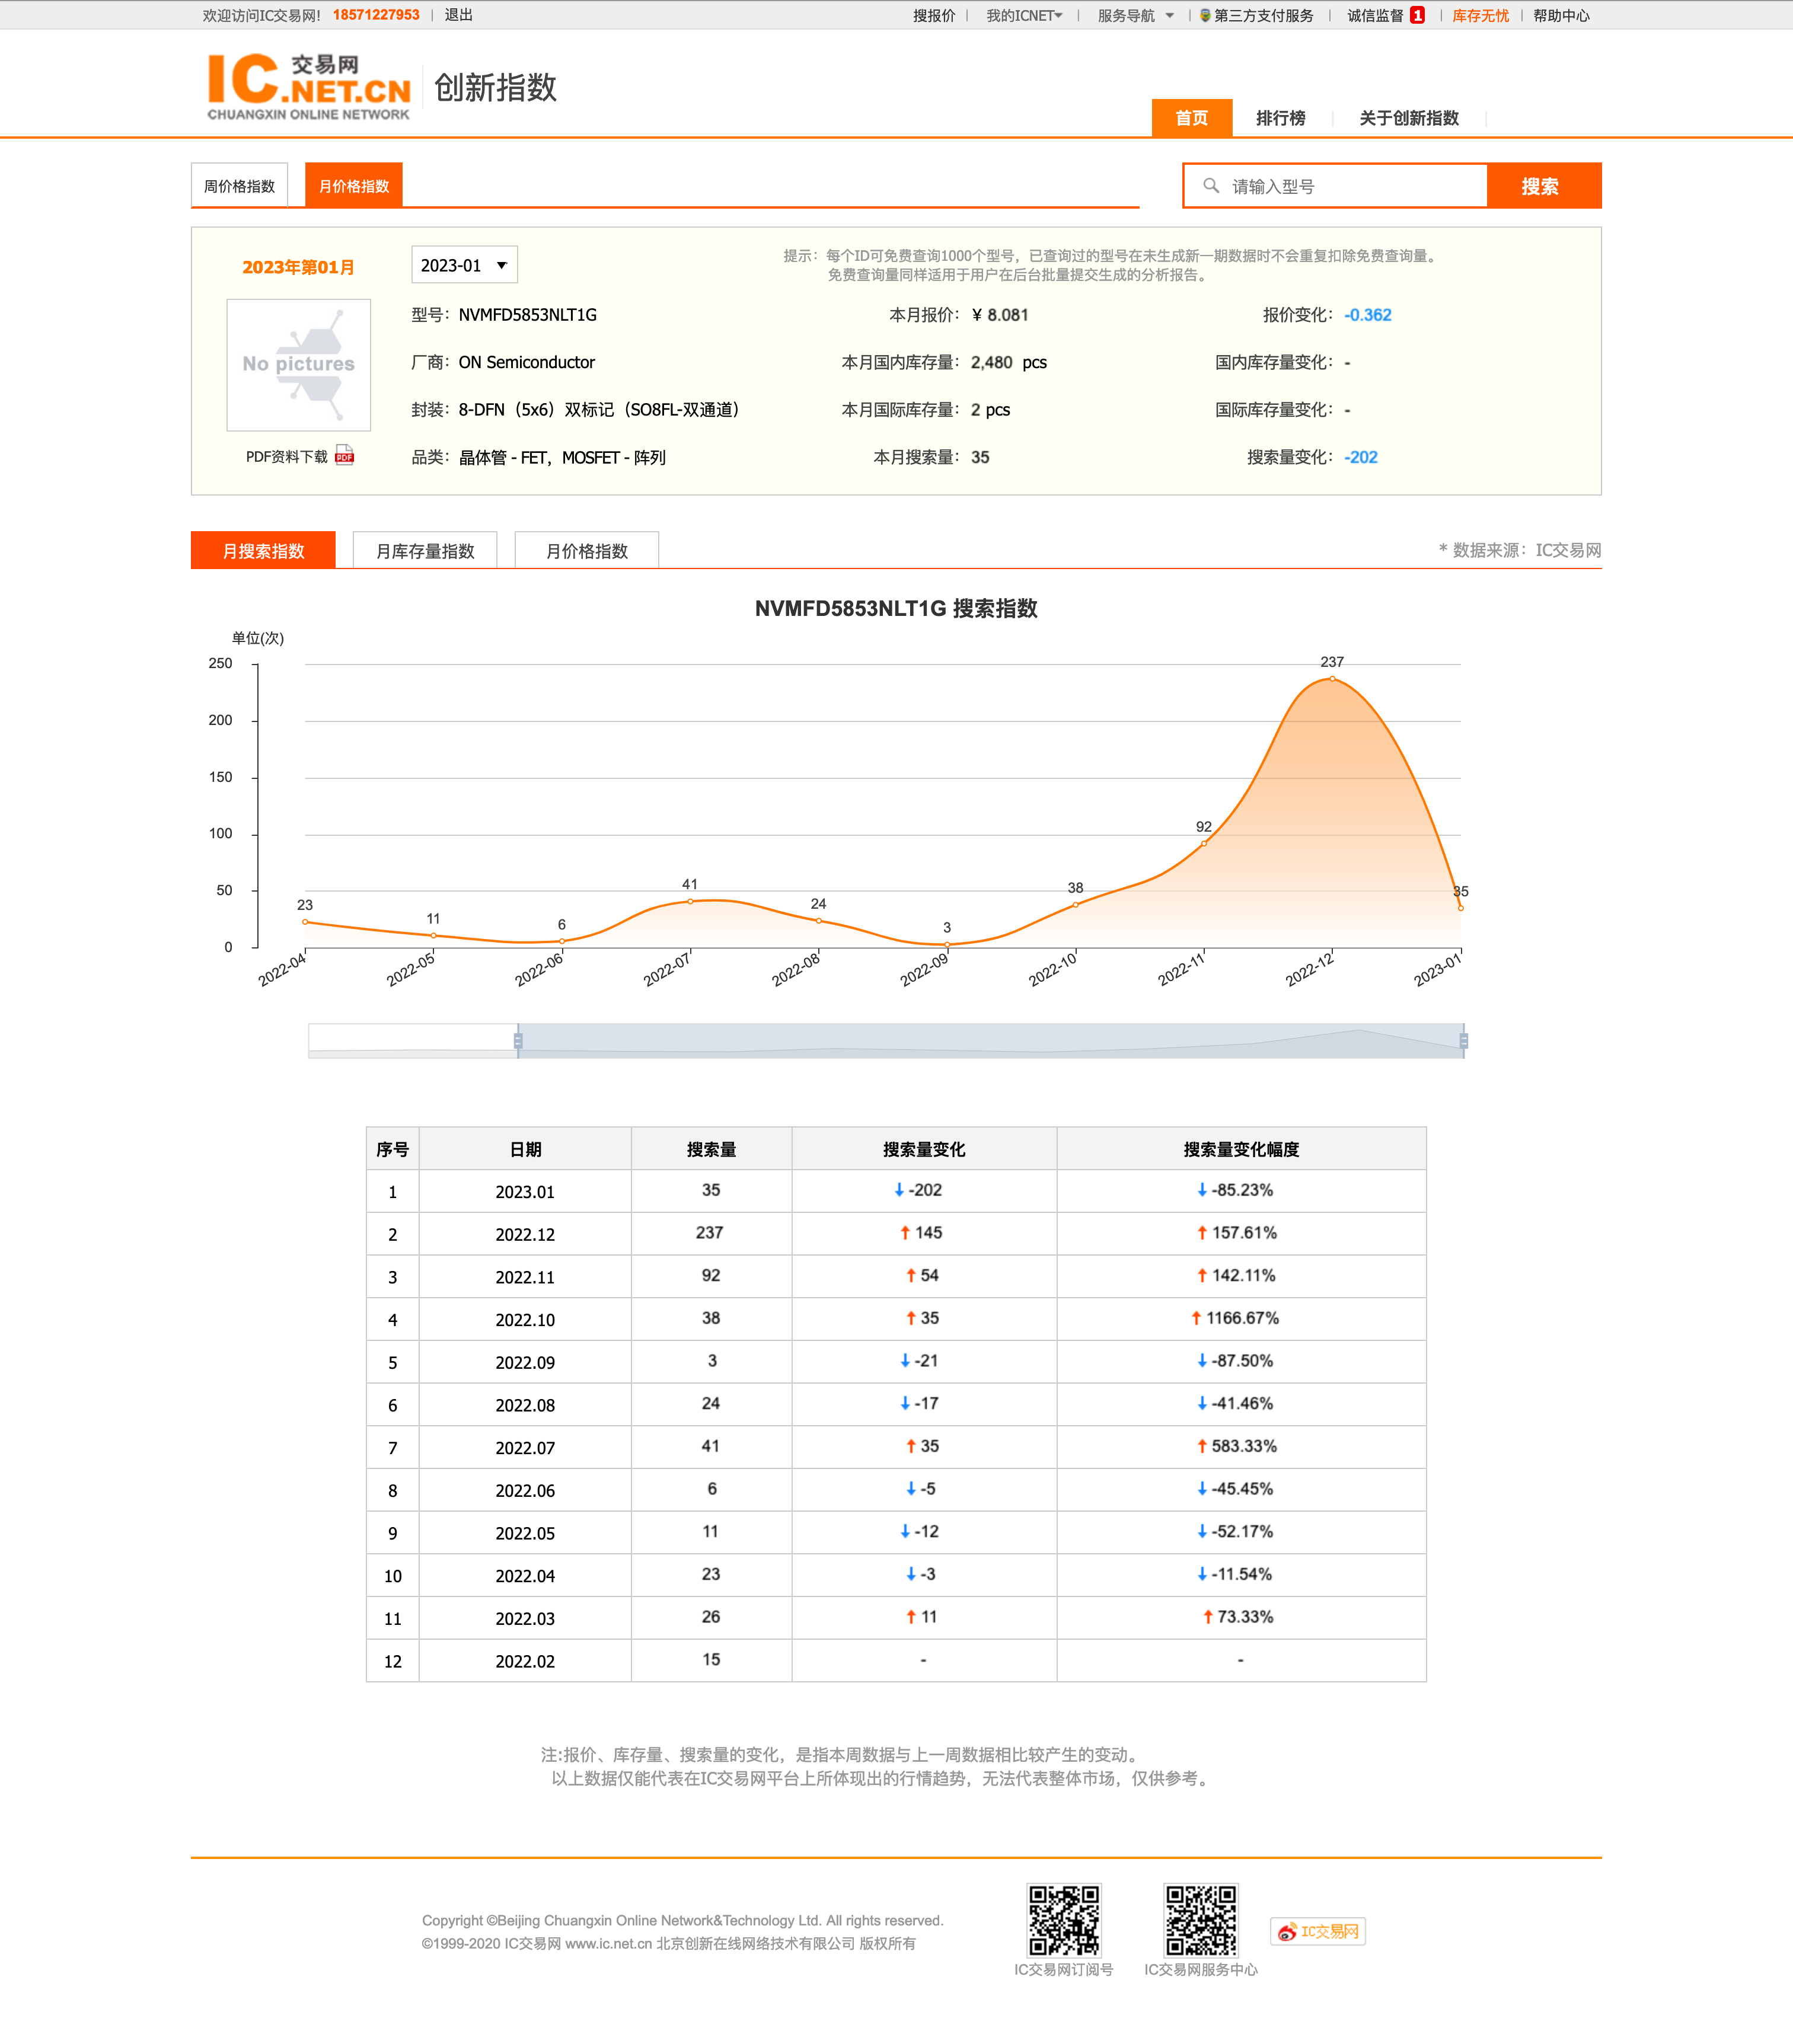 欢迎访问IC交易网! 18571227953 | 退出 搜报价 | 我的ICNET | 服务导航 | 第三方支付服务 | 诚信监督 1 | 库存无忧 | 帮助中心
IC交易网.NET.CN 创新指数
CHUANGXIN ONLINE NETWORK
首页 排行榜 关于创新指数
周价格指数 月价格指数 请输入型号 搜索
2023年第01月 2023-01 提示：每个ID可免费查询1000个型号，已查询过的型号在未生成新一期数据时不会重复扣除免费查询量。
免费查询量同样适用于用户在后台批量提交生成的分析报告。
型号：NVMFD5853NLT1G 本月报价：¥ 8.081 报价变化：-0.362
No pictures
厂商：ON Semiconductor 本月国内库存量：2,480 pcs 国内库存量变化：-
封装：8-DFN（5x6）双标记（SO8FL-双通道） 本月国际库存量：2 pcs 国际库存量变化：-
PDF资料下载 PDF 品类：晶体管 - FET，MOSFET - 阵列 本月搜索量：35 搜索量变化：-202
月搜索指数 月库存量指数 月价格指数 * 数据来源：IC交易网
NVMFD5853NLT1G 搜索指数
单位(次)
250
237
200
150
100
92
50
23 11 6 41 24 3 38 35
0
2022-04 2022-05 2022-06 2022-07 2022-08 2022-09 2022-10 2022-11 2022-12 2023-01
序号 日期 搜索量 搜索量变化 搜索量变化幅度
1 2023.01 35 ↓-202 ↓-85.23%
2 2022.12 237 ↑145 ↑157.61%
3 2022.11 92 ↑54 ↑142.11%
4 2022.10 38 ↑35 ↑1166.67%
5 2022.09 3 ↓-21 ↓-87.50%
6 2022.08 24 ↓-17 ↓-41.46%
7 2022.07 41 ↑35 ↑583.33%
8 2022.06 6 ↓-5 ↓-45.45%
9 2022.05 11 ↓-12 ↓-52.17%
10 2022.04 23 ↓-3 ↓-11.54%
11 2022.03 26 ↑11 ↑73.33%
12 2022.02 15 - -
注:报价、库存量、搜索量的变化，是指本周数据与上一周数据相比较产生的变动。
以上数据仅能代表在IC交易网平台上所体现出的行情趋势，无法代表整体市场，仅供参考。
Copyright ©Beijing Chuangxin Online Network&Technology Ltd. All rights reserved.
©1999-2020 IC交易网 www.ic.net.cn 北京创新在线网络技术有限公司 版权所有
IC交易网
IC交易网订阅号 IC交易网服务中心